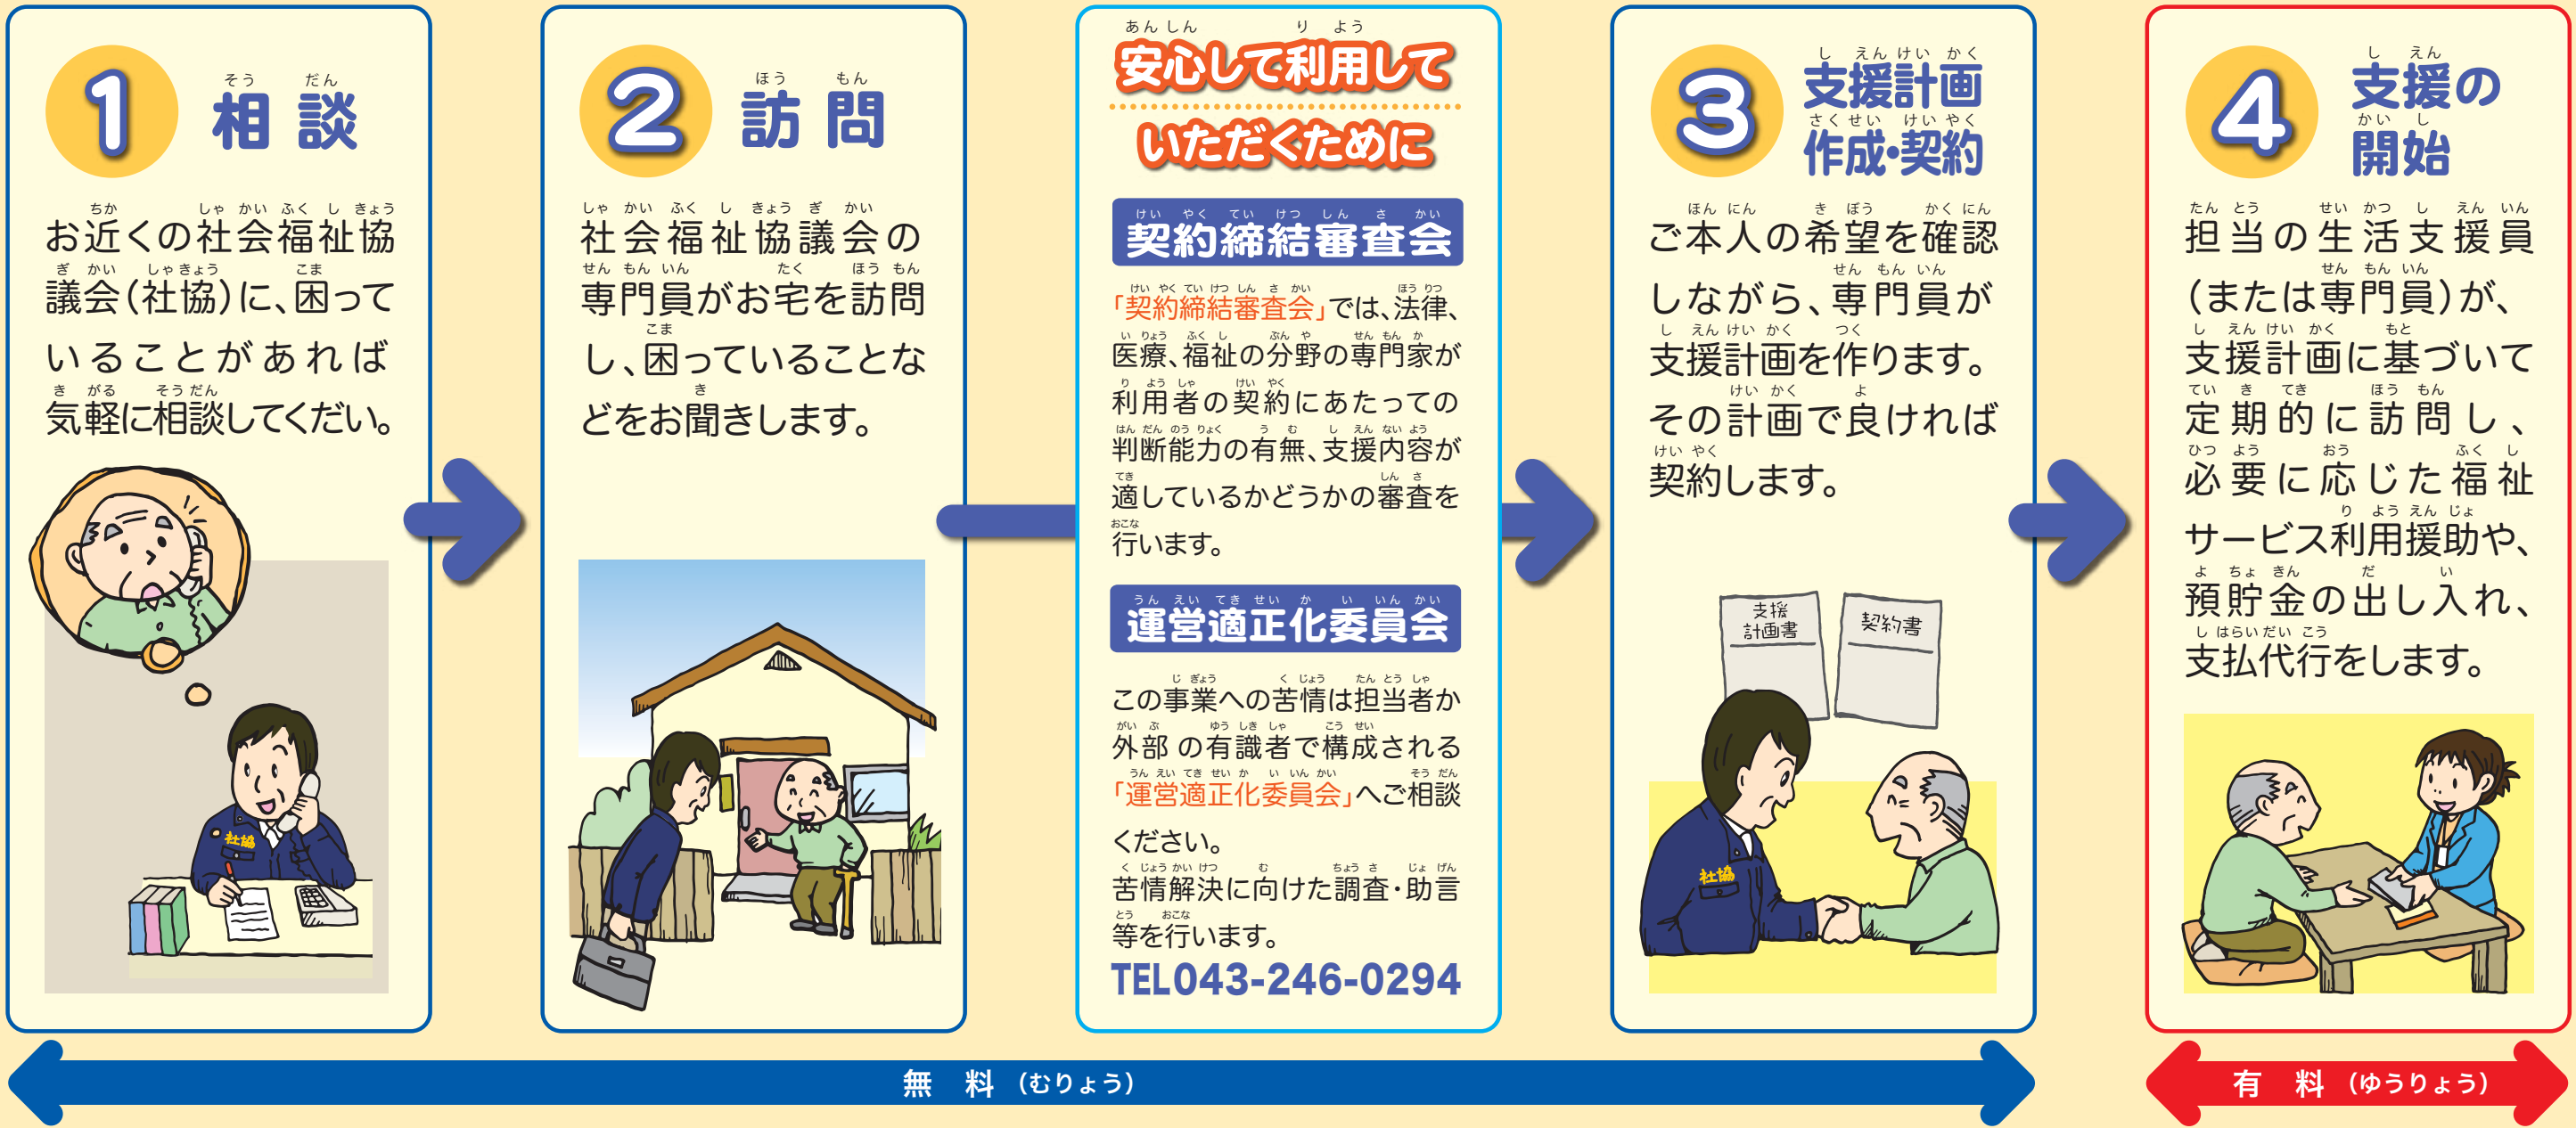 1 相談
お近くの社会福祉協
議会(社協)に、困って
いることがあれば
気軽に相談してくだい。
社協
2 訪問
社会福祉協議会の
専門員がお宅を訪問
し、困っていることな
どをお聞きします。
安心して利用して
いただくために
契約締結審査会
「契約締結審査会」では、法律、
医療、福祉の分野の専門家が
利用者の契約にあたっての
判断能力の有無、支援内容が
適しているかどうかの審査を
行います。
運営適正化委員会
この事業への苦情は担当者か
外部の有識者で構成される
「運営適正化委員会」へご相談
ください。
苦情解決に向けた調査・助言
等を行います。
TEL043-246-0294
3 支援計画
作成・契約
ご本人の希望を確認
しながら、専門員が
支援計画を作ります。
その計画で良ければ
契約します。
支援
計画書
契約書
社協
4 支援の
開始
担当の生活支援員
(または専門員)が、
支援計画に基づいて
定期的に訪問し、
必要に応じた福祉
サービス利用援助や、
預貯金の出し入れ、
支払代行をします。
無 料 (むりょう)
有 料 (ゆうりょう)